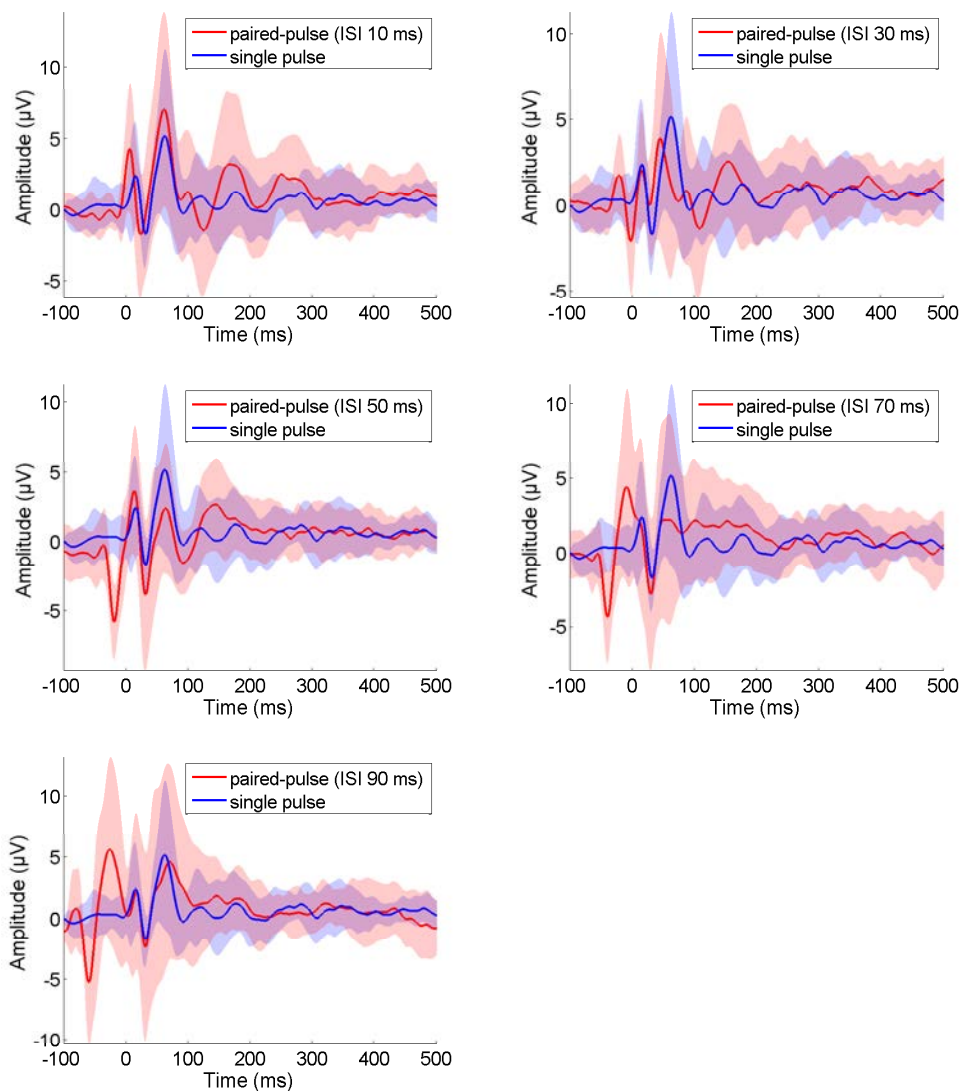 paired-pulse (ISI 10 ms)
single pulse
Amplitude (µV)
10
5
0
-5
-100 0 100 200 300 400 500
Time (ms)
paired-pulse (ISI 30 ms)
single pulse
Amplitude (µV)
10
5
0
-5
-100 0 100 200 300 400 500
Time (ms)
paired-pulse (ISI 50 ms)
single pulse
Amplitude (µV)
10
5
0
-5
-100 0 100 200 300 400 500
Time (ms)
paired-pulse (ISI 70 ms)
single pulse
Amplitude (µV)
10
5
0
-5
-100 0 100 200 300 400 500
Time (ms)
paired-pulse (ISI 90 ms)
single pulse
Amplitude (µV)
10
5
0
-5
-10
-100 0 100 200 300 400 500
Time (ms)